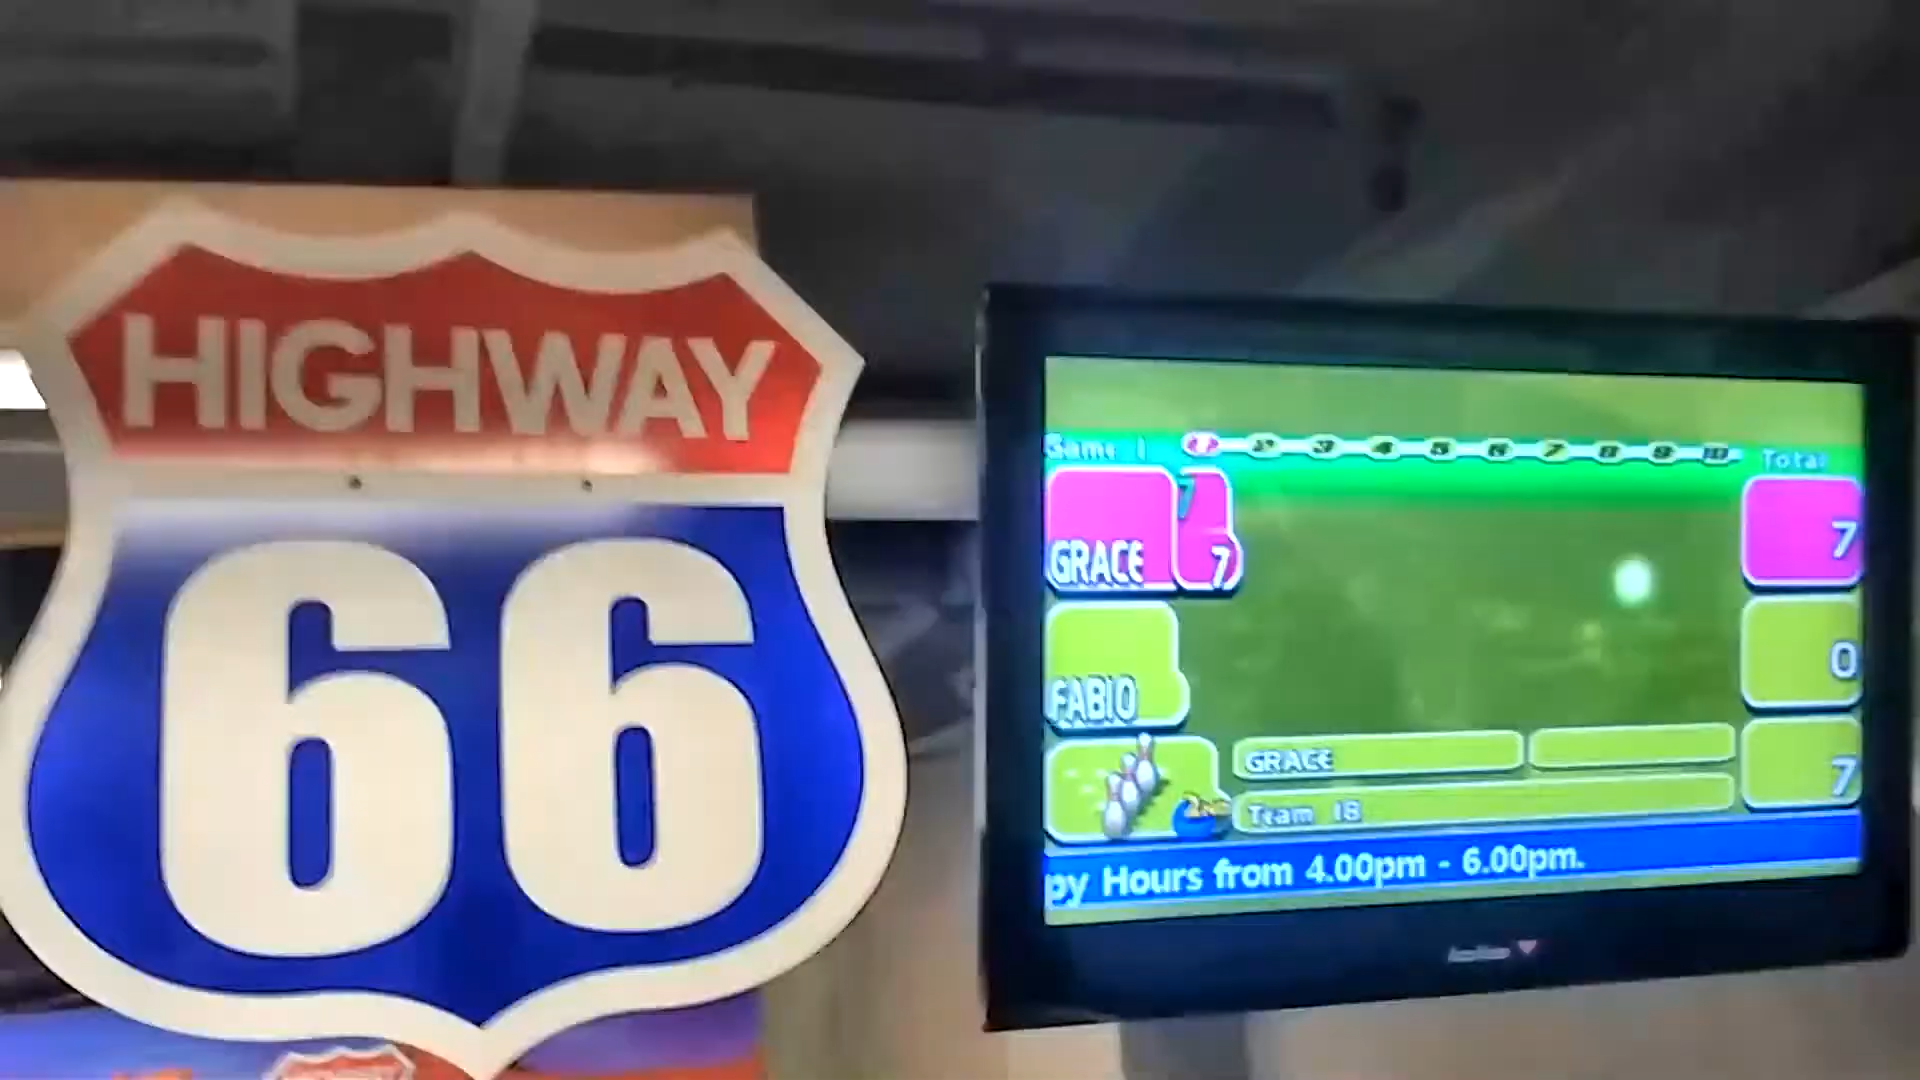 HIGHWAY
66
Game 1 1 2 3 4 5 6 7 8 9 10 Total
7
GRACE 7 7
FABIO 0
GRACE
7
Team 18
py Hours from 4.00pm - 6.00pm.